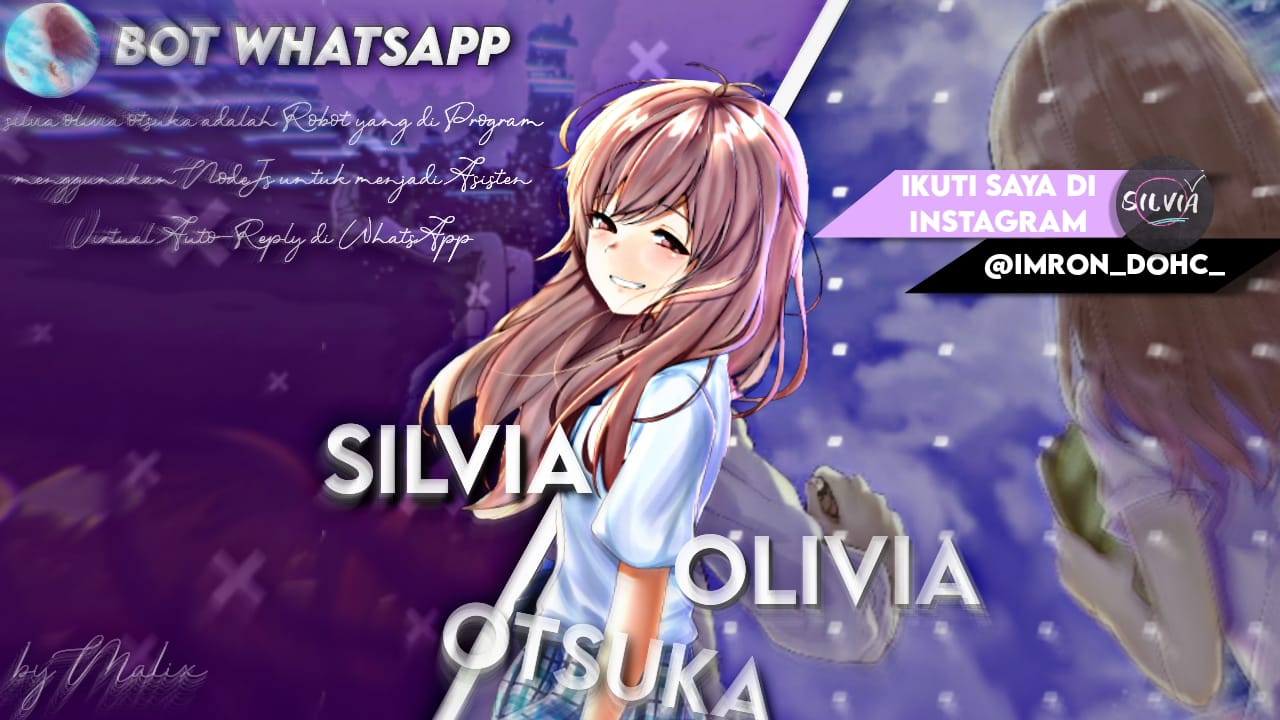 BOT WHATSAPP
silvia olivia otsuka adalah Robot yang di Program
menggunakan NodeJs untuk menjadi Asisten
Virtual Auto-Reply di WhatsApp
IKUTI SAYA DI
INSTAGRAM
SILVIA
@IMRON_DOHC_
SILVIA
OLIVIA
OTSUKA
by Malix